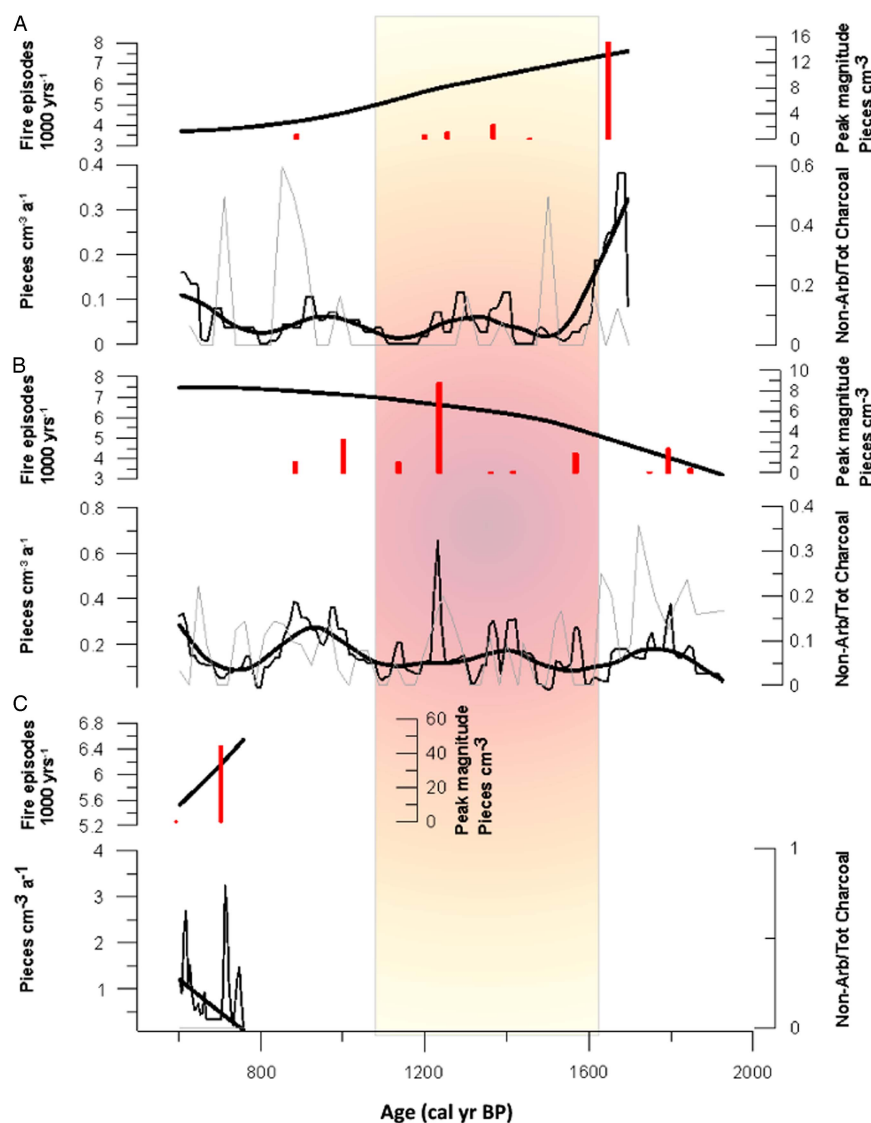 A
Fire episodes
1000 yrs-1
8
7
6
5
4
3
16
12
8
4
0
Peak magnitude
Pieces cm-3
Pieces cm-3 a-1
0.4
0.3
0.2
0.1
0
0.6
0.4
0.2
0
Non-Arb/Tot Charcoal
B
Fire episodes
1000 yrs-1
8
7
6
5
4
3
10
8
6
4
2
0
Peak magnitude
Pieces cm-3
Pieces cm-3 a-1
0.8
0.6
0.4
0.2
0.4
0.3
0.2
0.1
0
Non-Arb/Tot Charcoal
C
Fire episodes
1000 yrs-1
6.8
6.4
6
5.6
5.2
60
40
20
0
Peak magnitude
Pieces cm-3
Pieces cm-3 a-1
4
3
2
1
1
0
Non-Arb/Tot Charcoal
800
1200
1600
2000
Age (cal yr BP)